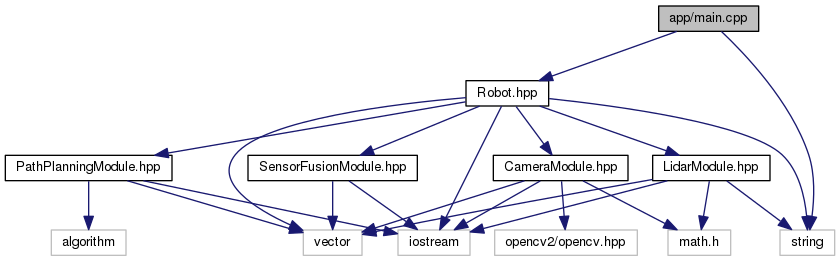 app/main.cpp
Robot.hpp
PathPlanningModule.hpp
SensorFusionModule.hpp
CameraModule.hpp
LidarModule.hpp
algorithm
vector
iostream
opencv2/opencv.hpp
math.h
string